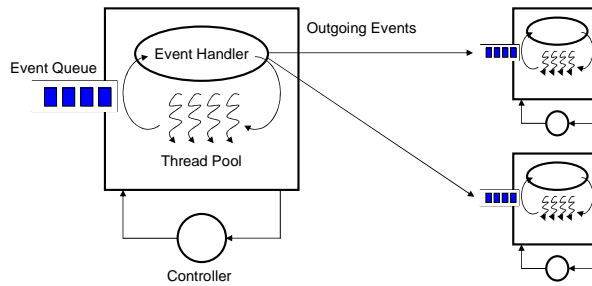 Outgoing Events
Event Handler
Event Queue
Thread Pool
Controller